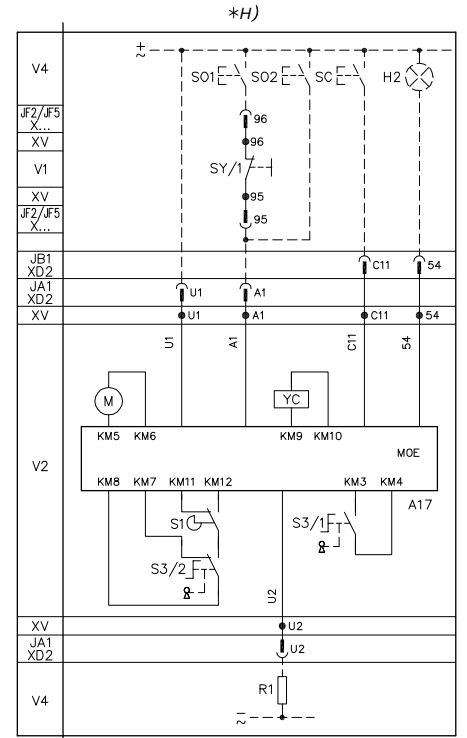 *H)
±
~
V4
SO1
SO2
SC
H2
JF2/JF5
X...
96
XV
96
V1
SY/1
XV
95
JF2/JF5
X...
95
JB1
XD2
C11
54
JA1
XD2
U1
A1
XV
U1
A1
C11
54
U1
A1
C11
54
V2
M
YC
KM5 KM6 KM9 KM10
MOE
KM8 KM7 KM11 KM12 KM3 KM4
A17
S1
S3/1
S3/2
U2
XV
U2
JA1
XD2
U2
V4
R1